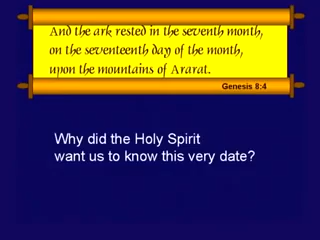 And the ark rested in the seventh month,
on the seventeenth day of the month,
upon the mountains of Ararat.
Genesis 8:4
Why did the Holy Spirit
want us to know this very date?